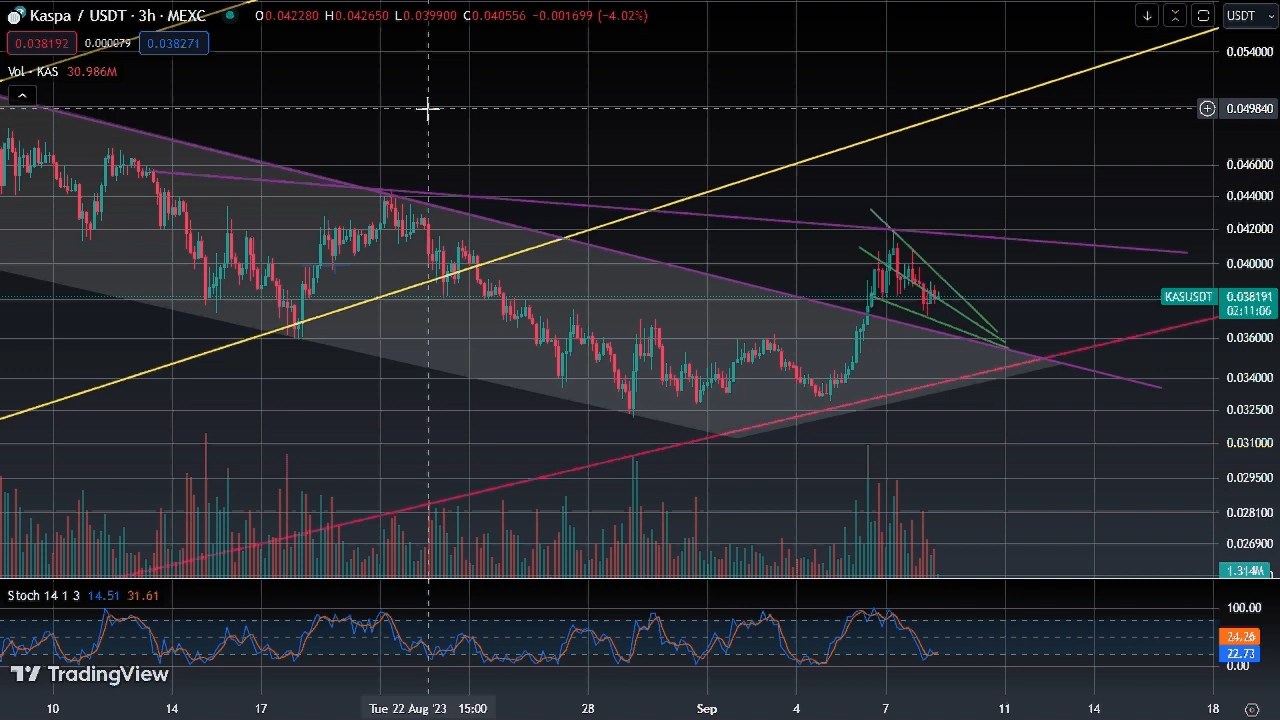 Kaspa / USDT · 3h · MEXC O0.042280 H0.042650 L0.039900 C0.040556 -0.001699 (-4.02%) USDT
0.038192 0.000079 0.038271
Vol · KAS 30.986M
0.054000
0.049840
0.046000
0.044000
0.042000
0.040000
KASUSDT 0.038191
02:11:06
0.036000
0.034000
0.032500
0.031000
0.029500
0.028100
0.026900
1.314M
Stoch 14 1 3 14.51 31.61
100.00
24.26
22.73
0.00
TradingView
10 14 17 Tue 22 Aug '23 15:00 28 Sep 4 7 11 14 18